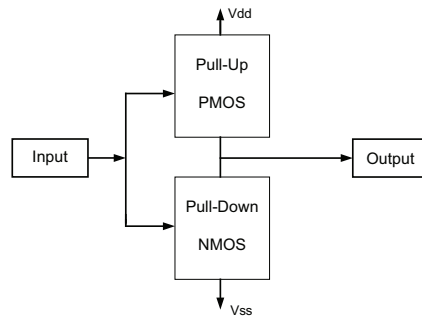 Vdd
Pull-Up
PMOS
Input
Output
Pull-Down
NMOS
Vss